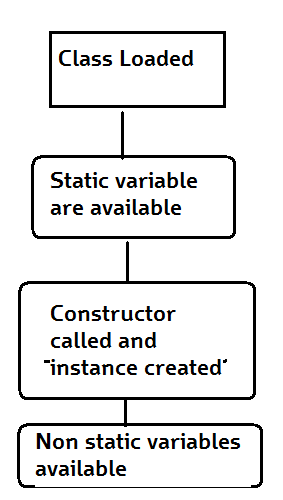 Class Loaded
Static variable
are available
Constructor
called and
"instance created"
Non static variables
available